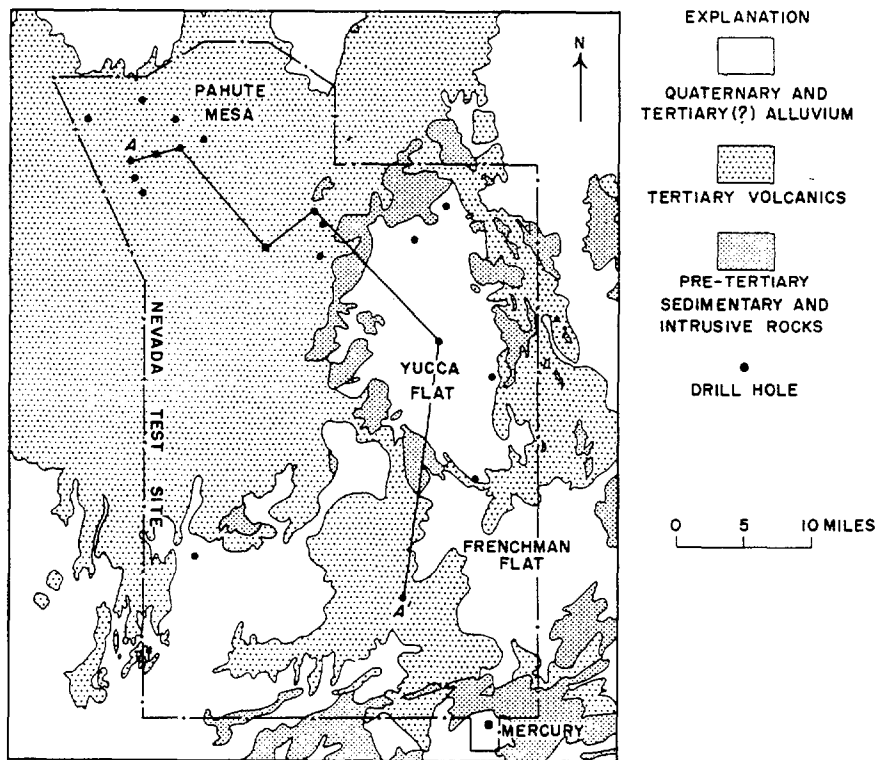 PAHUTE
MESA
A
N
NEVADA TEST SITE
YUCCA
FLAT
FRENCHMAN
FLAT
A'
MERCURY
EXPLANATION
QUATERNARY AND
TERTIARY(?) ALLUVIUM
TERTIARY VOLCANICS
PRE-TERTIARY
SEDIMENTARY AND
INTRUSIVE ROCKS
DRILL HOLE
0 5 10 MILES